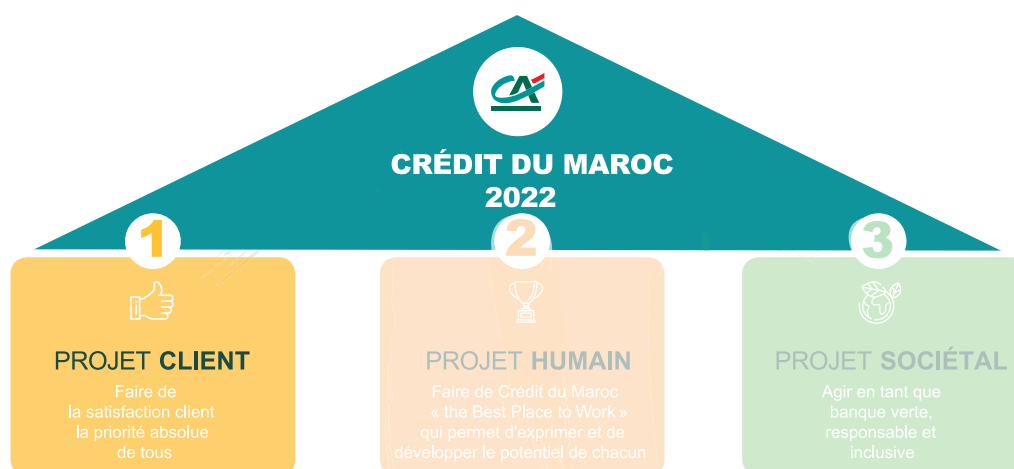 CRÉDIT DU MAROC
2022
1
PROJET CLIENT
Faire de
la satisfaction client
la priorité absolue
de tous
2
PROJET HUMAIN
Faire de Crédit du Maroc
« the Best Place to Work »
qui permet d'exprimer et de
développer le potentiel de chacun
3
PROJET SOCIÉTAL
Agir en tant que
banque verte,
responsable et
inclusive